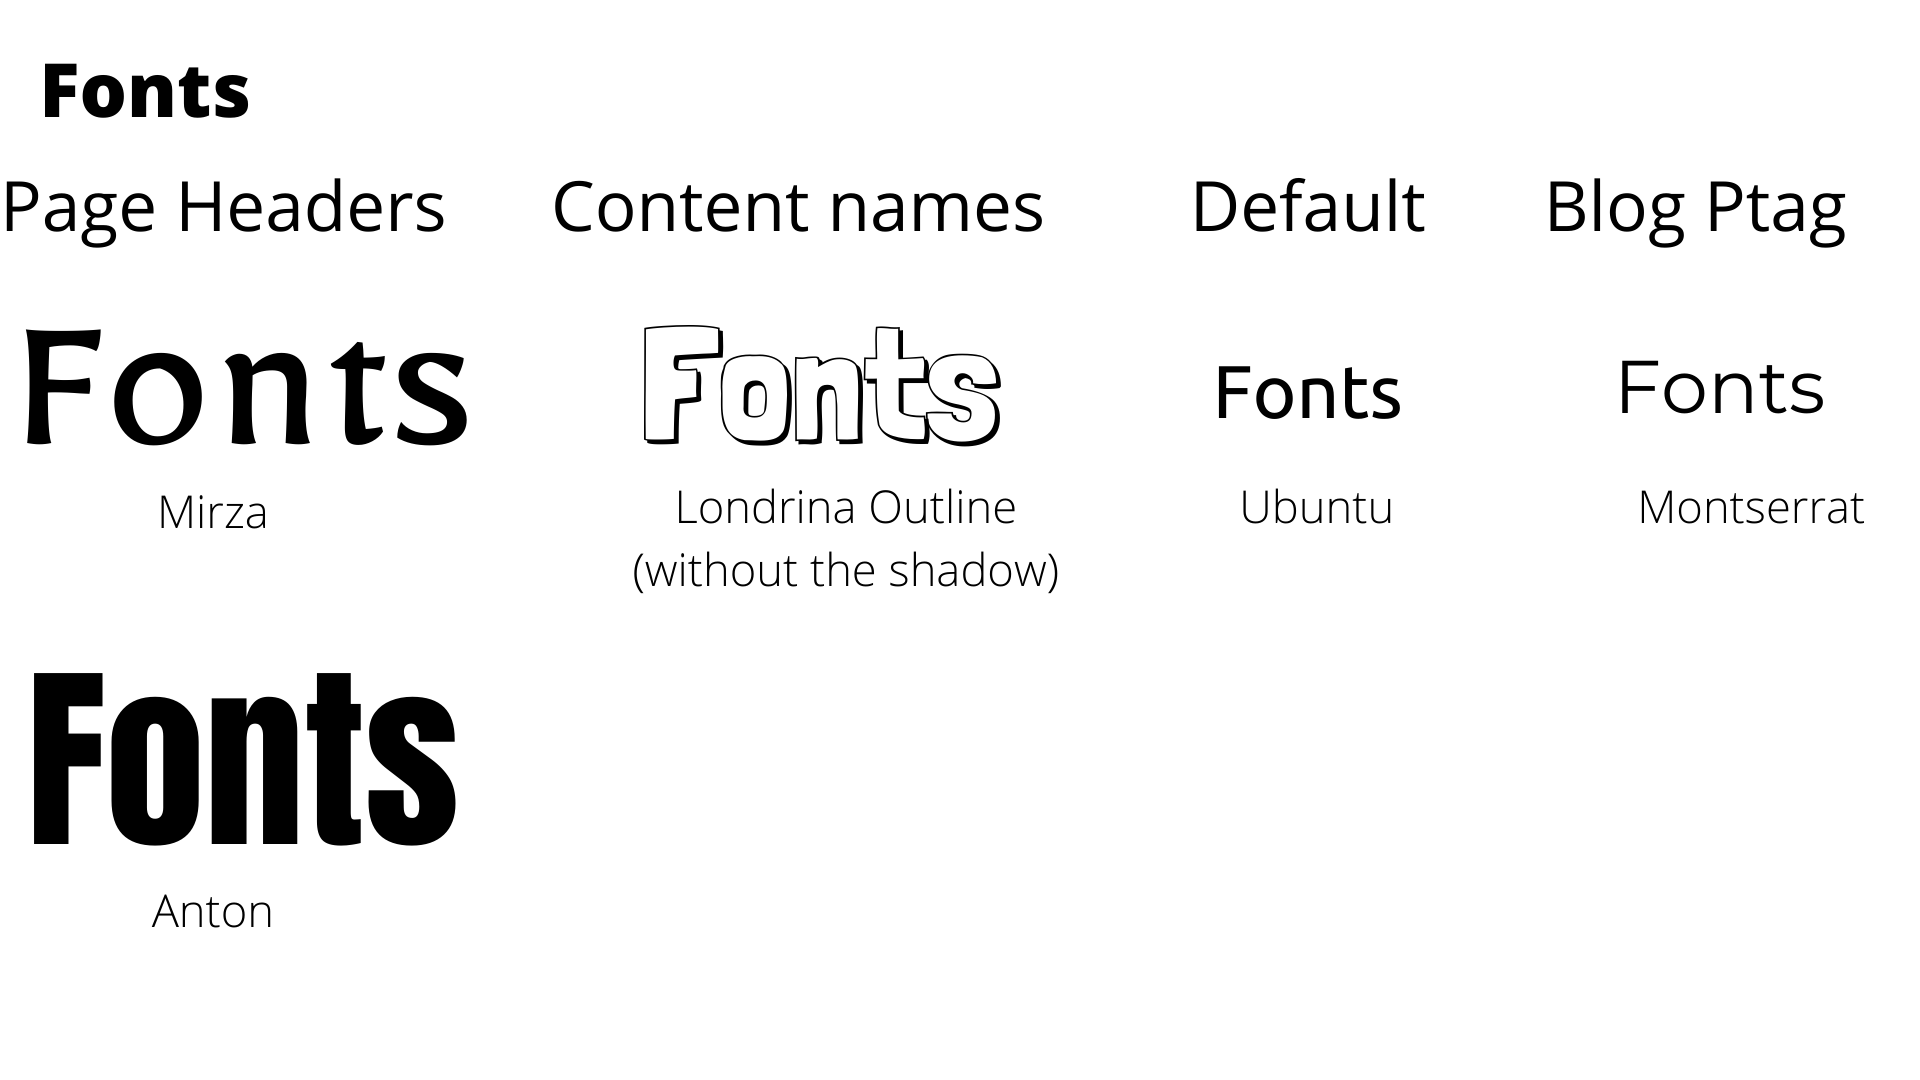 Fonts
Page Headers
Content names
Default
Blog Ptag
Fonts
Fonts
Fonts
Fonts
Mirza
Londrina Outline
(without the shadow)
Ubuntu
Montserrat
Fonts
Anton